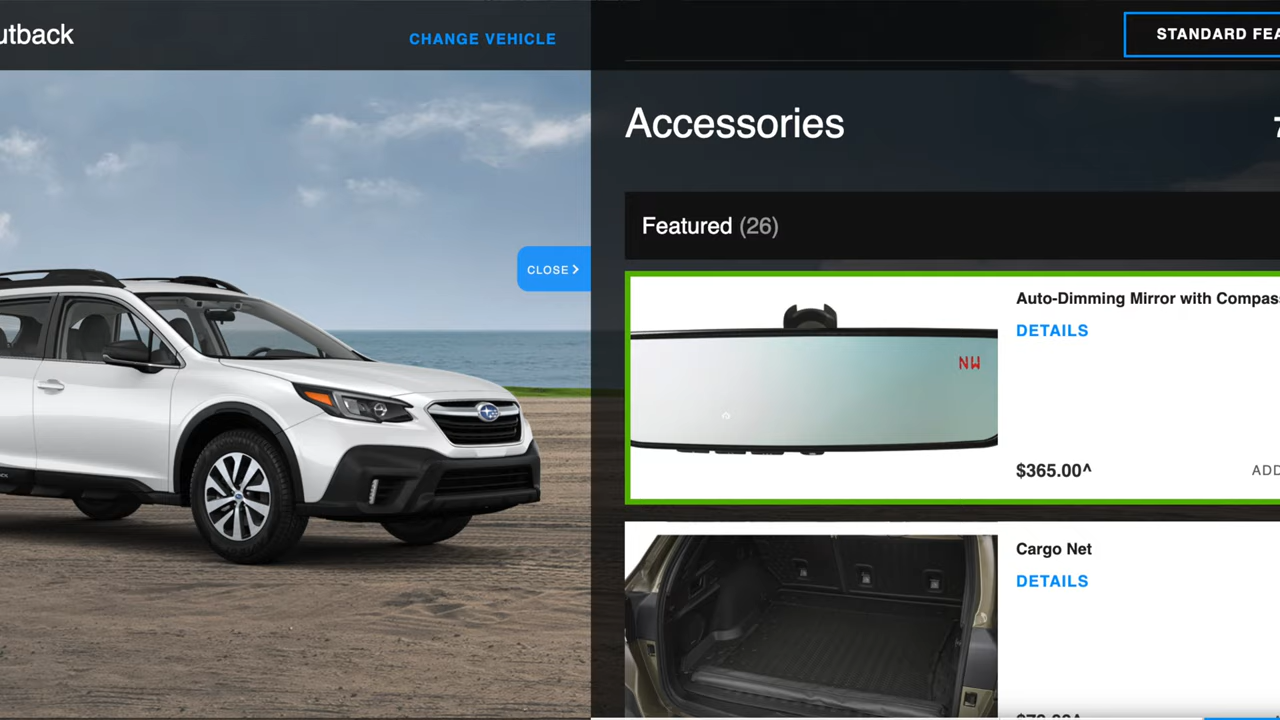 utback
CHANGE VEHICLE
STANDARD FEA
Accessories
Featured (26)
CLOSE
Auto-Dimming Mirror with Compas
DETAILS
NW
$365.00^
ADD
Cargo Net
DETAILS